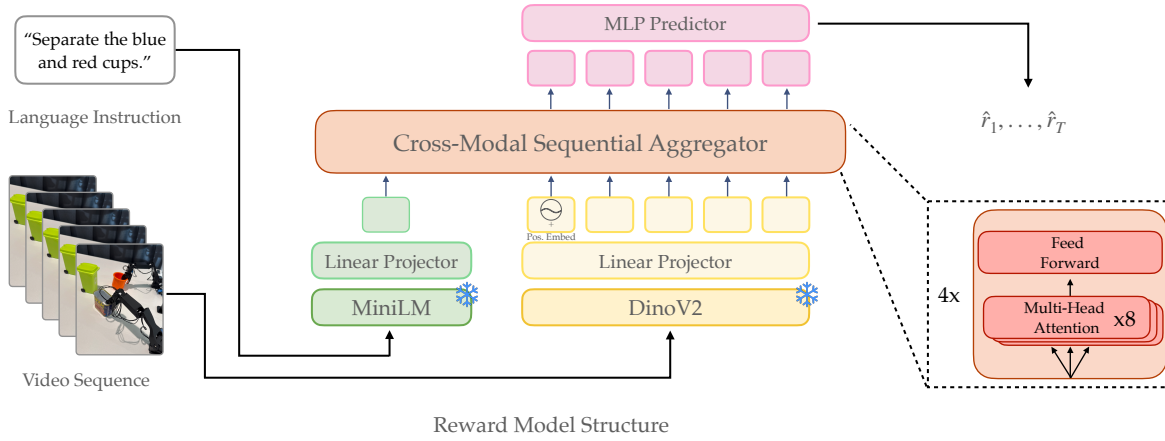 “Separate the blue
and red cups.”
Language Instruction
Video Sequence
MLP Predictor
Cross-Modal Sequential Aggregator
+
Pos. Embed
Linear Projector
Linear Projector
MiniLM
DinoV2
r̂₁, . . . , r̂_T
4x
Feed
Forward
Multi-Head
Attention
x8
Reward Model Structure